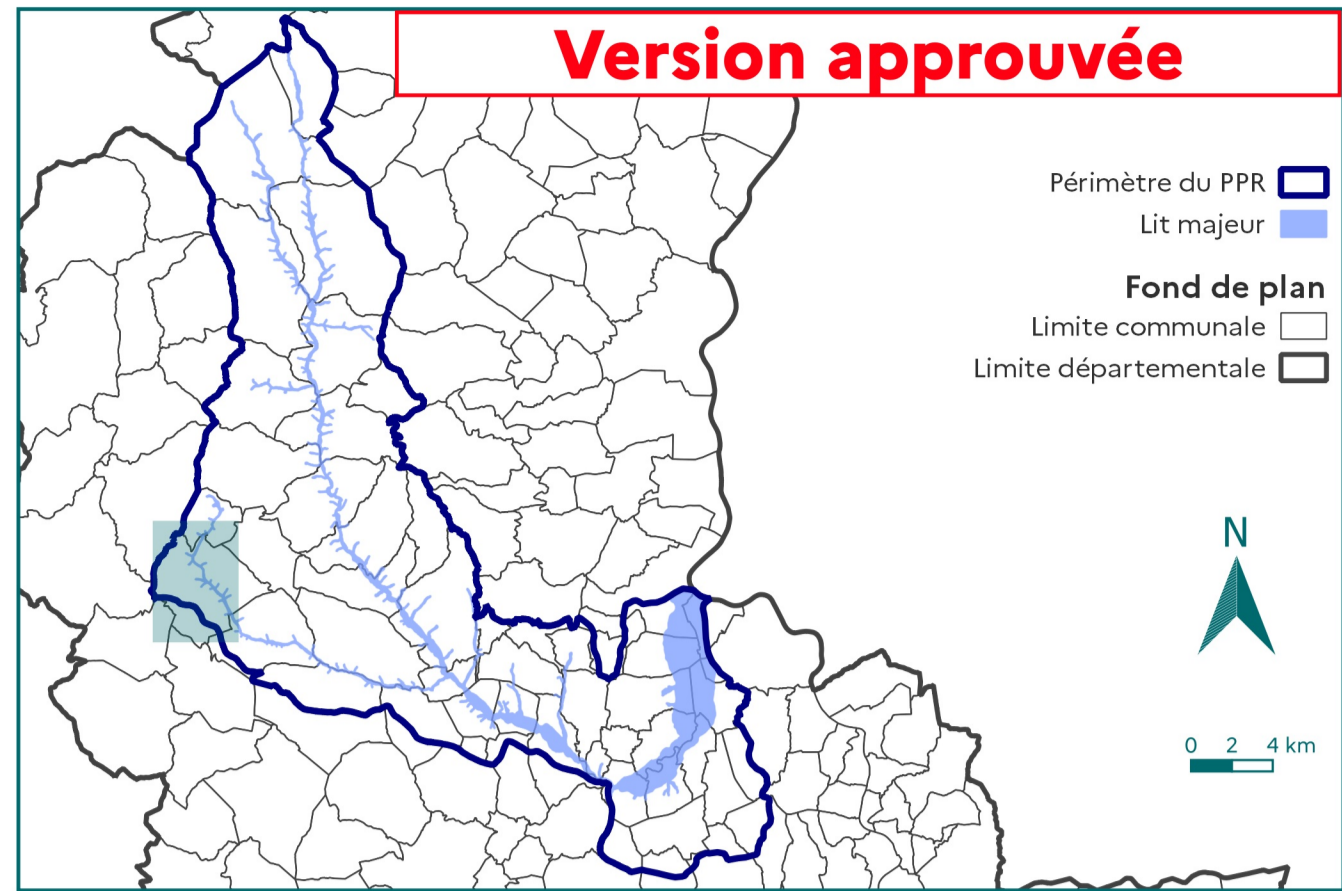 Version approuvée
Périmètre du PPR
Lit majeur
Fond de plan
Limite communale
Limite départementale
N
0 2 4 km